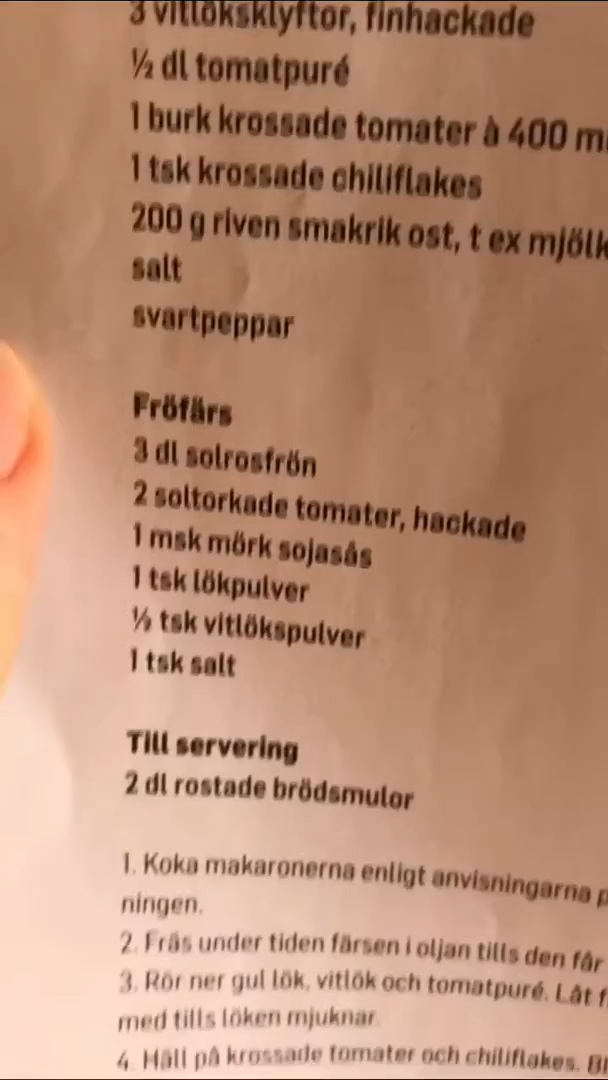 3 vitlöksklyftor, finhackade
½ dl tomatpuré
1 burk krossade tomater à 400 m
1 tsk krossade chiliflakes
200 g riven smakrik ost, t ex mjölk
salt
svartpeppar
Fröfärs
3 dl solrosfrön
2 soltorkade tomater, hackade
1 msk mörk sojasås
1 tsk lökpulver
½ tsk vitlökspulver
1 tsk salt
Till servering
2 dl rostade brödsmulor
1. Koka makaronerna enligt anvisningarna p
ningen.
2. Fräs under tiden färsen i oljan tills den får
3. Rör ner gul lök, vitlök och tomatpuré. Låt f
med tills löken mjuknar.
4. Häll på krossade tomater och chiliflakes.